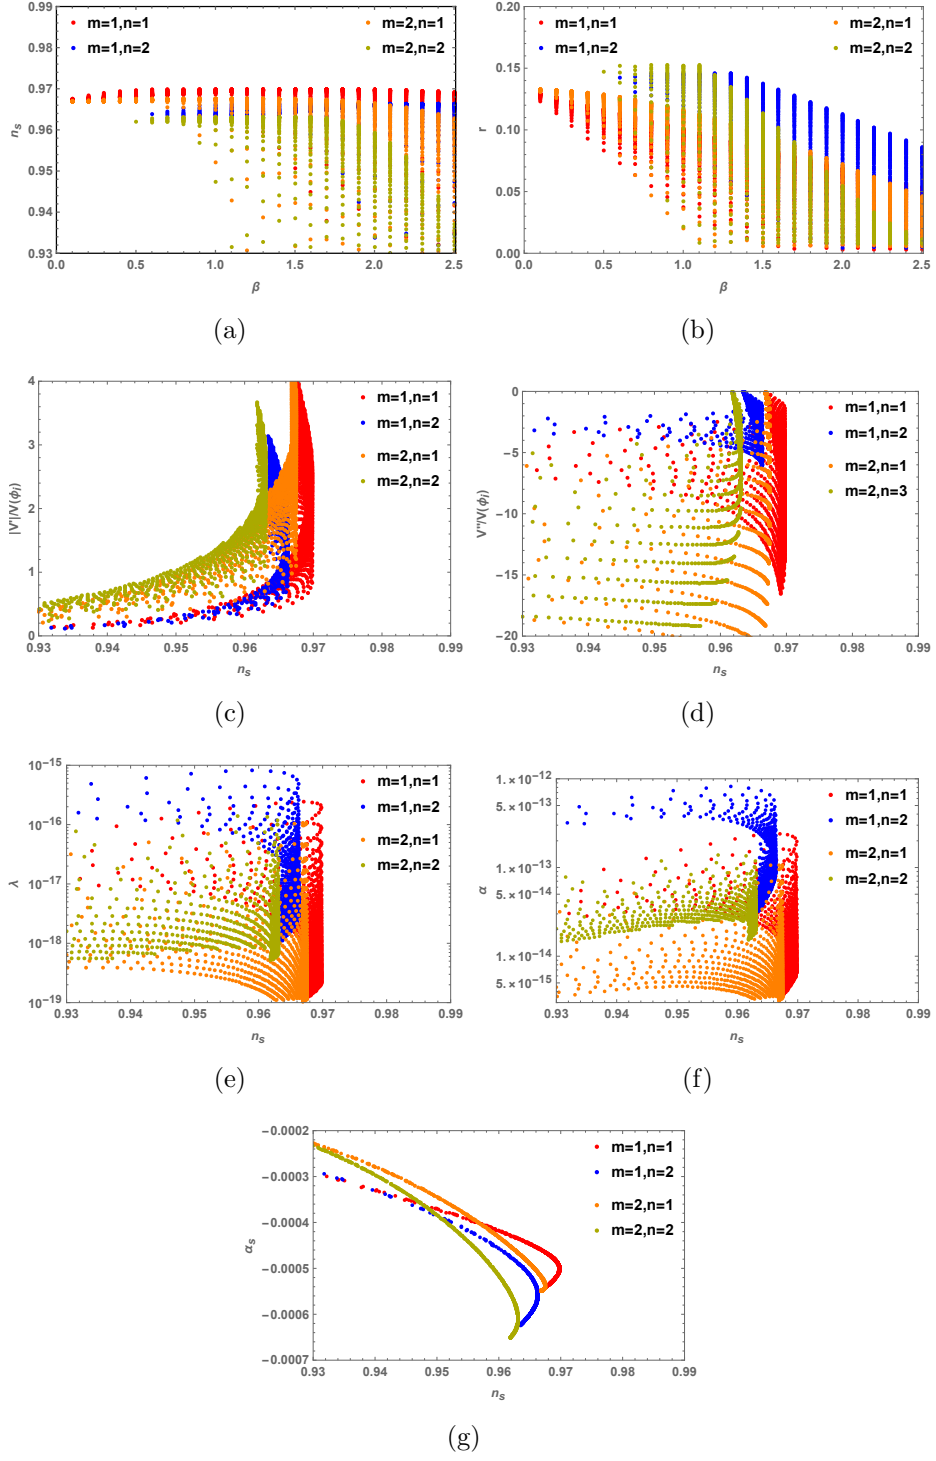 m=1,n=1
m=1,n=2
m=2,n=1
m=2,n=2
0.99
0.98
0.97
0.96
0.95
0.94
0.93
n_s
0.0 0.5 1.0 1.5 2.0 2.5
β
(a)
m=1,n=1
m=1,n=2
m=2,n=1
m=2,n=2
0.20
0.15
0.10
0.05
0.00
r
0.0 0.5 1.0 1.5 2.0 2.5
β
(b)
m=1,n=1
m=1,n=2
m=2,n=1
m=2,n=2
4
3
2
1
0
|V'|/V(ϕ_i)
0.93 0.94 0.95 0.96 0.97 0.98 0.99
n_s
(c)
m=1,n=1
m=1,n=2
m=2,n=1
m=2,n=3
0
−5
−10
−15
−20
V''/V(ϕ_i)
0.93 0.94 0.95 0.96 0.97 0.98 0.99
n_s
(d)
m=1,n=1
m=1,n=2
m=2,n=1
m=2,n=2
10^-15
10^-16
10^-17
10^-18
10^-19
λ
0.93 0.94 0.95 0.96 0.97 0.98 0.99
n_s
(e)
m=1,n=1
m=1,n=2
m=2,n=1
m=2,n=2
1.×10^-12
5.×10^-13
1.×10^-13
5.×10^-14
1.×10^-14
5.×10^-15
α
0.93 0.94 0.95 0.96 0.97 0.98 0.99
n_s
(f)
m=1,n=1
m=1,n=2
m=2,n=1
m=2,n=2
−0.0002
−0.0003
−0.0004
−0.0005
−0.0006
−0.0007
α_s
0.93 0.94 0.95 0.96 0.97 0.98 0.99
n_s
(g)